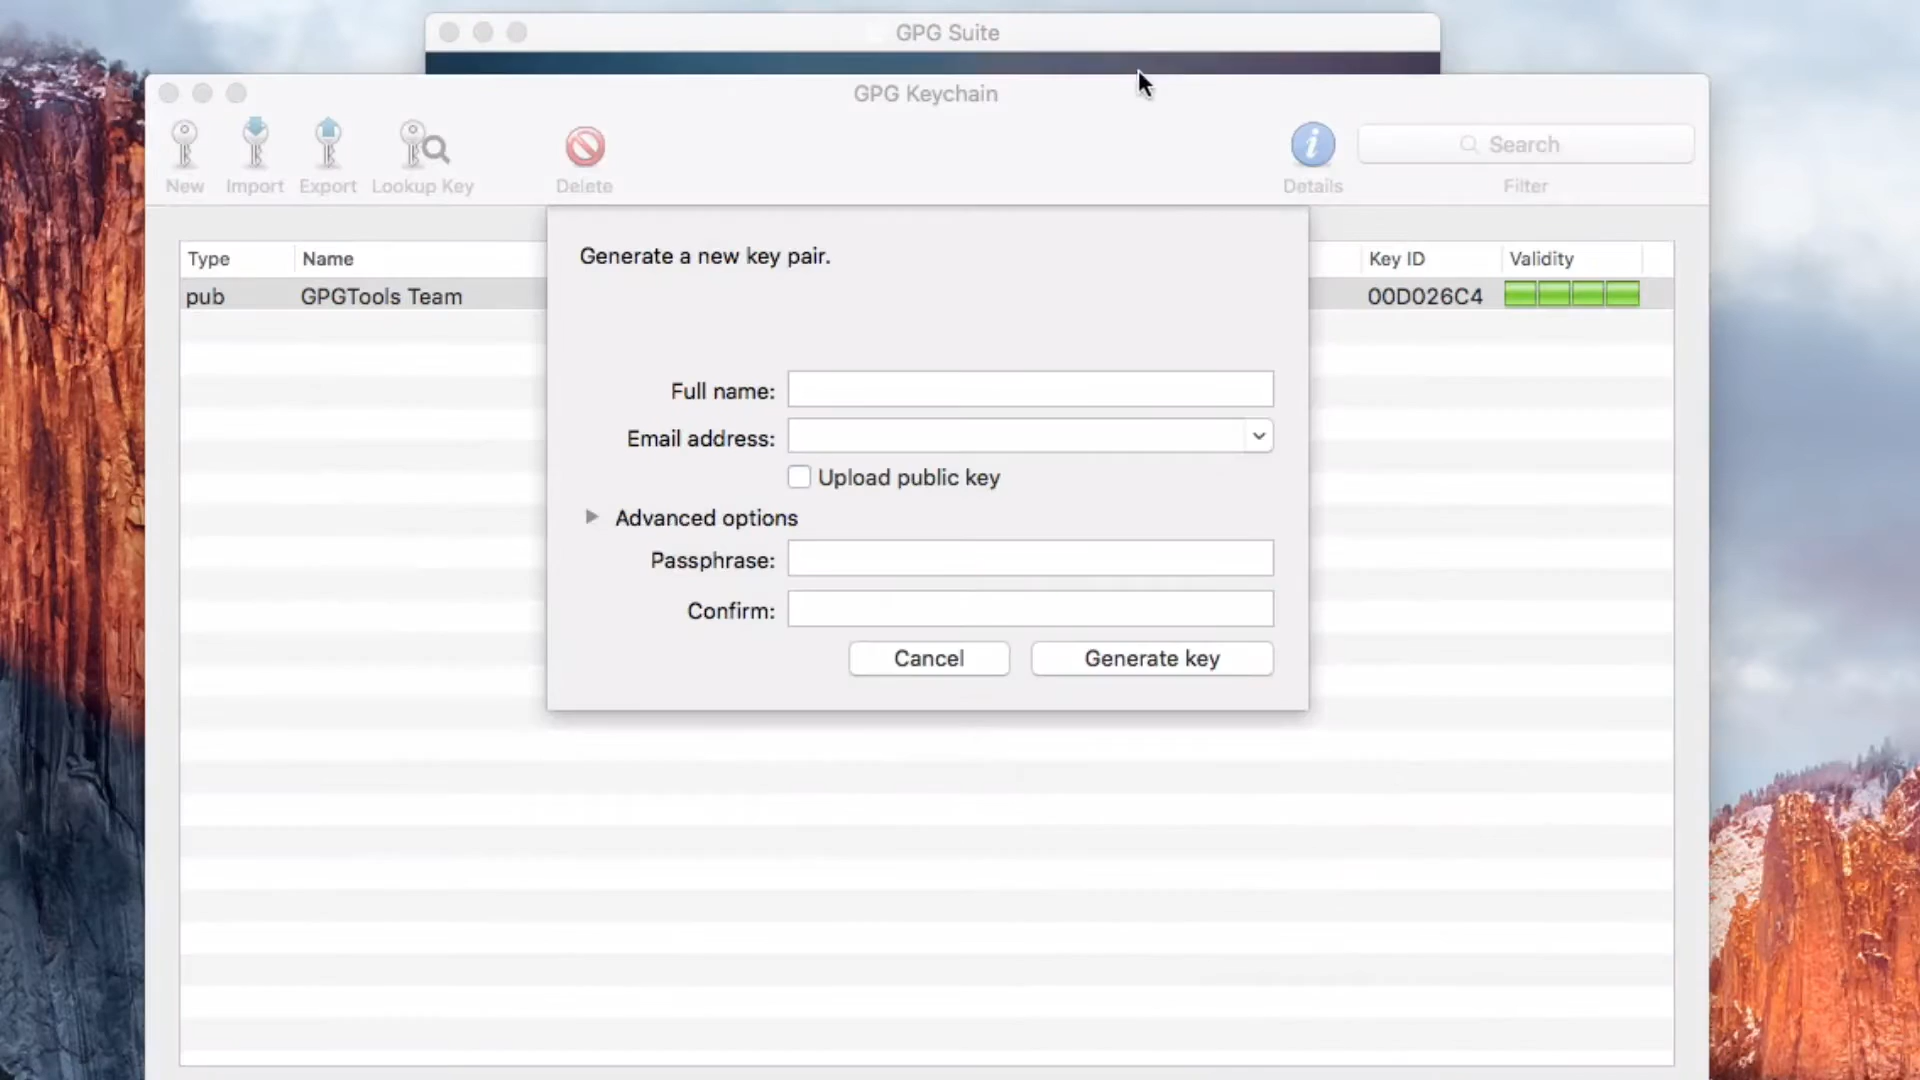 GPG Suite
GPG Keychain
New Import Export Lookup Key Delete Details Search
Filter
Generate a new key pair.
Type Name Key ID Validity
pub GPGTools Team 00D026C4
Full name:
Email address:
Upload public key
Advanced options
Passphrase:
Confirm:
Cancel Generate key